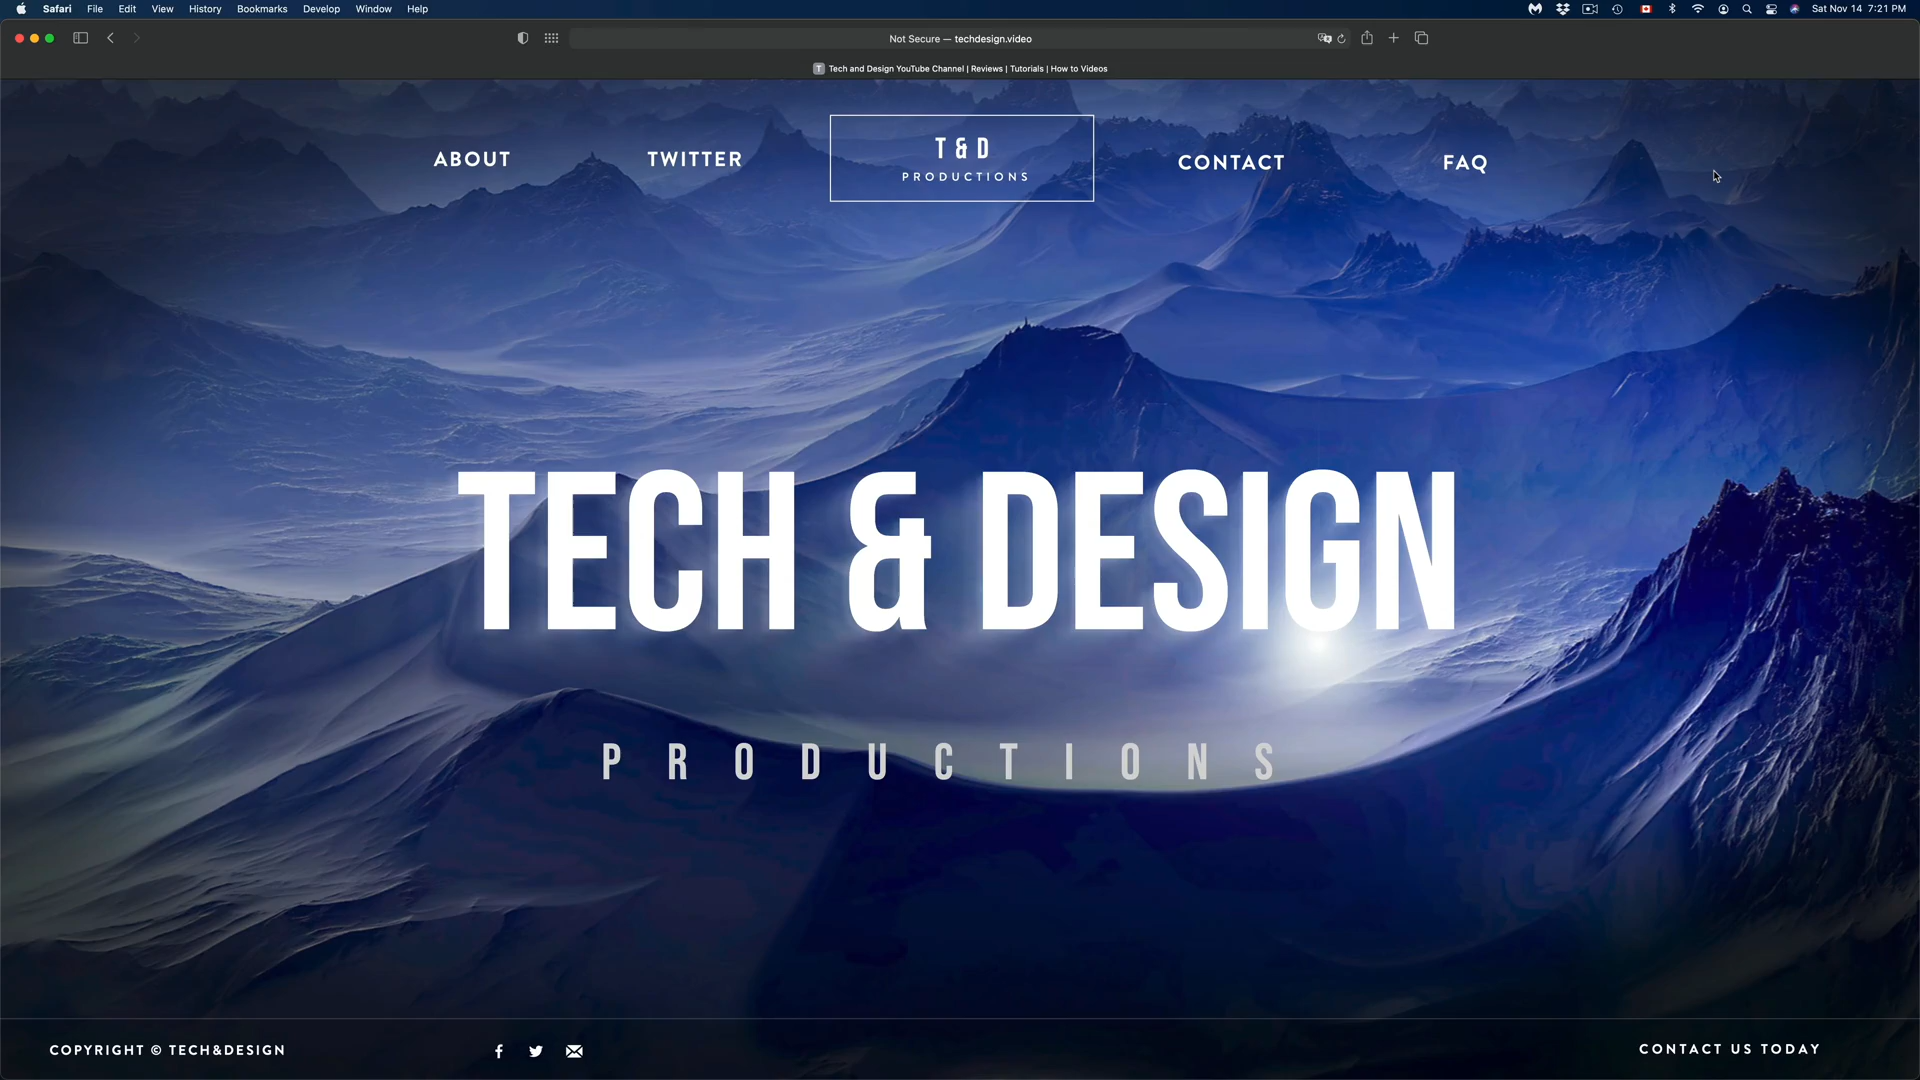 Safari File Edit View History Bookmarks Develop Window Help Sat Nov 14 7:21 PM
Not Secure — techdesign.video
T Tech and Design YouTube Channel | Reviews | Tutorials | How to Videos
ABOUT TWITTER T & D CONTACT FAQ
PRODUCTIONS
TECH & DESIGN
PRODUCTIONS
COPYRIGHT © TECH&DESIGN CONTACT US TODAY